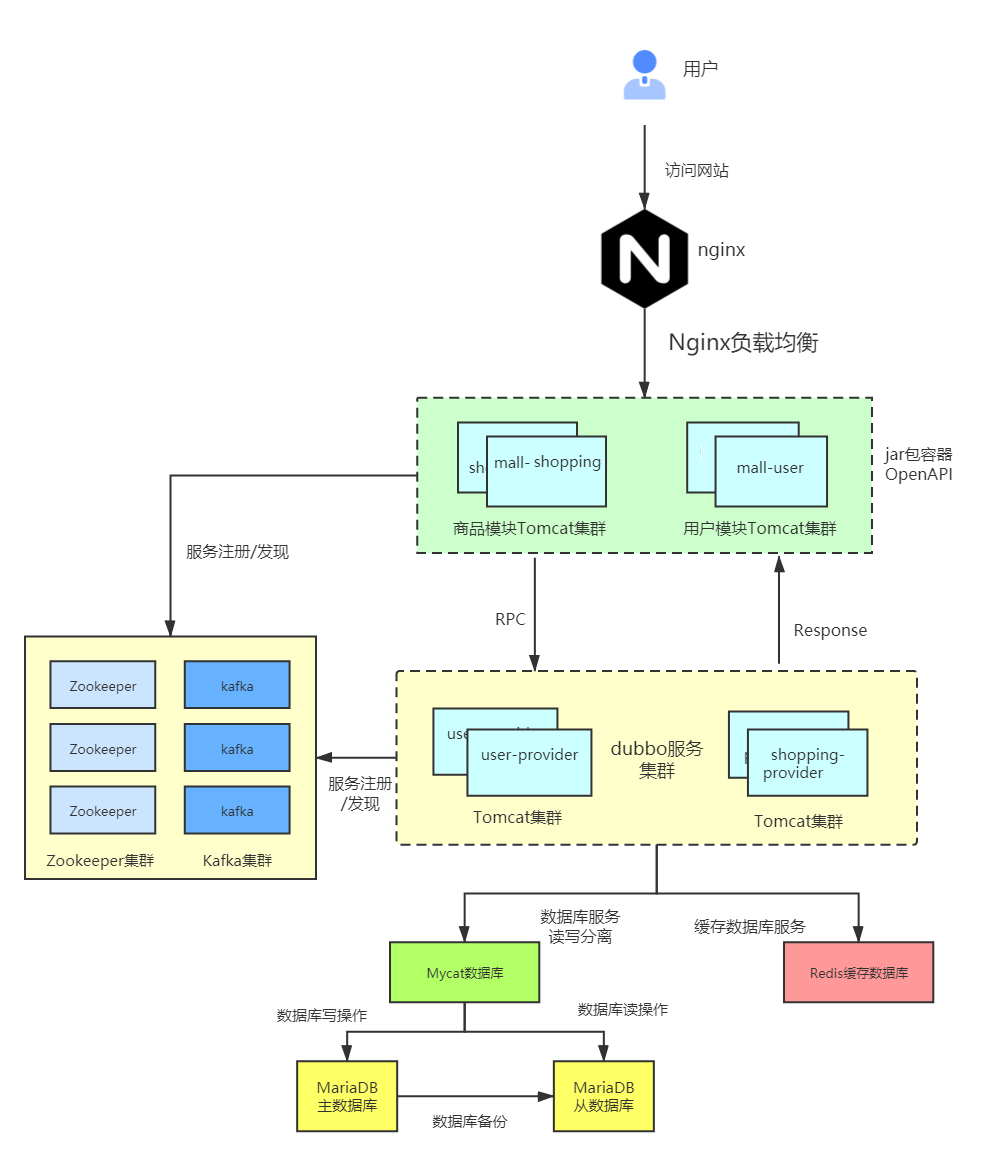 用户
访问网站
nginx
Nginx负载均衡
mall- shopping
mall-user
jar包容器
OpenAPI
商品模块Tomcat集群
用户模块Tomcat集群
服务注册/发现
RPC
Response
Zookeeper
kafka
Zookeeper
kafka
Zookeeper
kafka
Zookeeper集群
Kafka集群
服务注册
/发现
user-provider
dubbo服务
集群
shopping-
provider
Tomcat集群
Tomcat集群
数据库服务
读写分离
缓存数据库服务
Mycat数据库
Redis缓存数据库
数据库写操作
数据库读操作
MariaDB
主数据库
MariaDB
从数据库
数据库备份